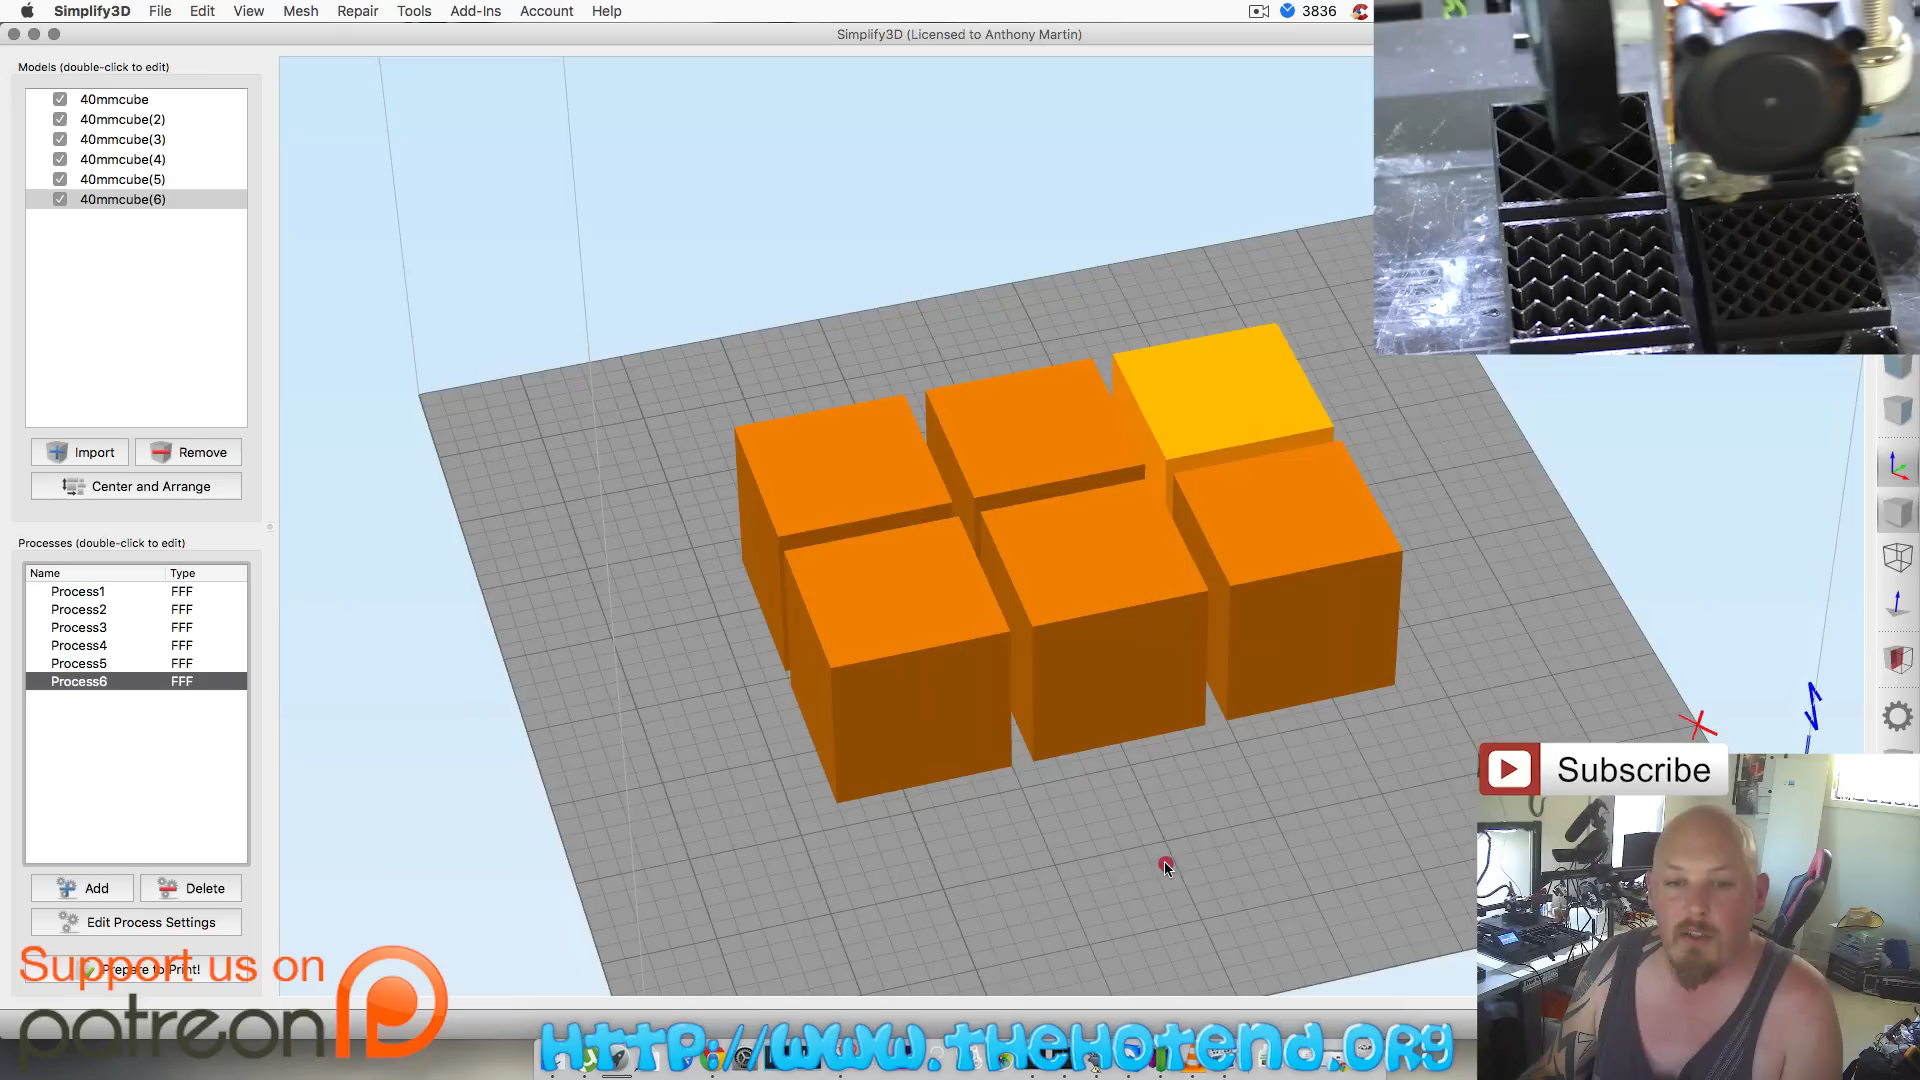 Simplify3D File Edit View Mesh Repair Tools Add-Ins Account Help 3836
Simplify3D (Licensed to Anthony Martin)
Models (double-click to edit)
40mmcube
40mmcube(2)
40mmcube(3)
40mmcube(4)
40mmcube(5)
40mmcube(6)
Import Remove
Center and Arrange
Processes (double-click to edit)
Name Type
Process1 FFF
Process2 FFF
Process3 FFF
Process4 FFF
Process5 FFF
Process6 FFF
Add Delete
Edit Process Settings
Prepare to Print!
Support us on
patreon
Subscribe
Http://www.theHotend.org